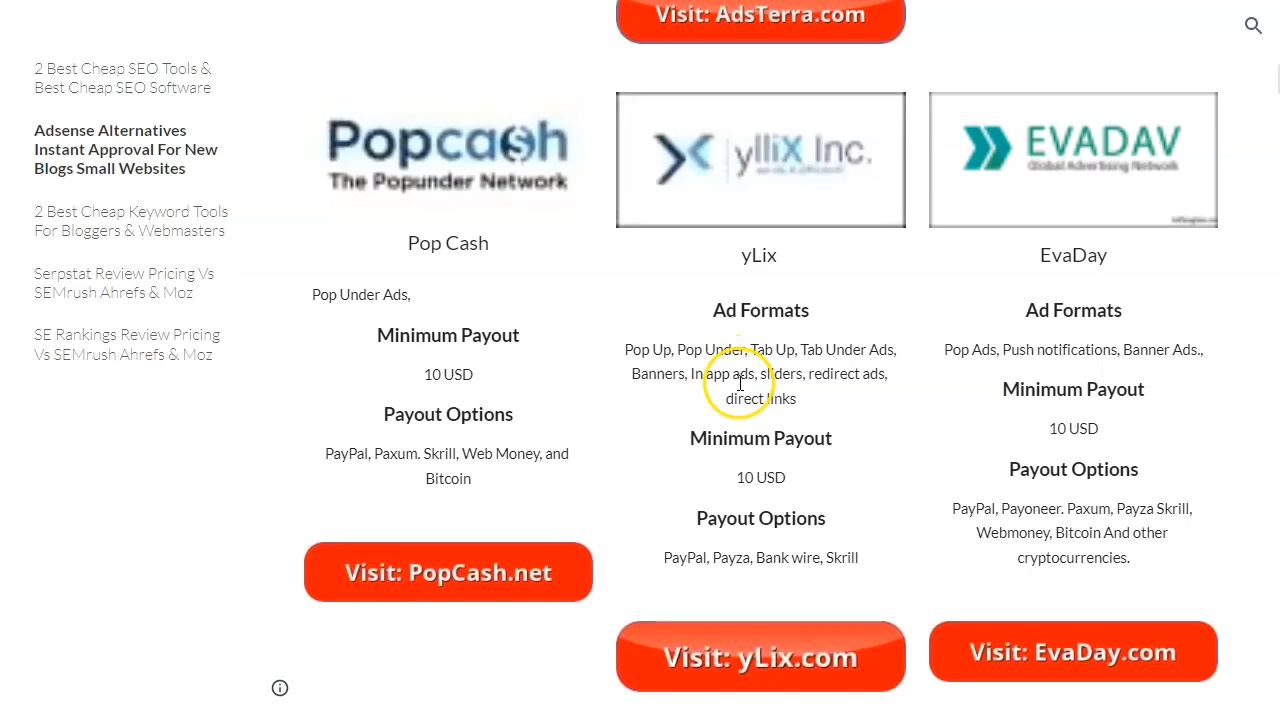 Visit: AdsTerra.com
2 Best Cheap SEO Tools &
Best Cheap SEO Software
Adsense Alternatives
Instant Approval For New
Blogs Small Websites
2 Best Cheap Keyword Tools
For Bloggers & Webmasters
Serpstat Review Pricing Vs
SEMrush Ahrefs & Moz
SE Rankings Review Pricing
Vs SEMrush Ahrefs & Moz
Popcash
The Popunder Network
Pop Cash
Pop Under Ads,
Minimum Payout
10 USD
Payout Options
PayPal, Paxum. Skrill, Web Money, and
Bitcoin
Visit: PopCash.net
yllix Inc.
yLix
Ad Formats
Pop Up, Pop Under, Tab Up, Tab Under Ads,
Banners, In app ads, sliders, redirect ads,
direct links
Minimum Payout
10 USD
Payout Options
PayPal, Payza, Bank wire, Skrill
Visit: yLix.com
EVADAV
Global Advertising Network
EvaDay
Ad Formats
Pop Ads, Push notifications, Banner Ads.,
Minimum Payout
10 USD
Payout Options
PayPal, Payoneer. Paxum, Payza Skrill,
Webmoney, Bitcoin And other
cryptocurrencies.
Visit: EvaDay.com